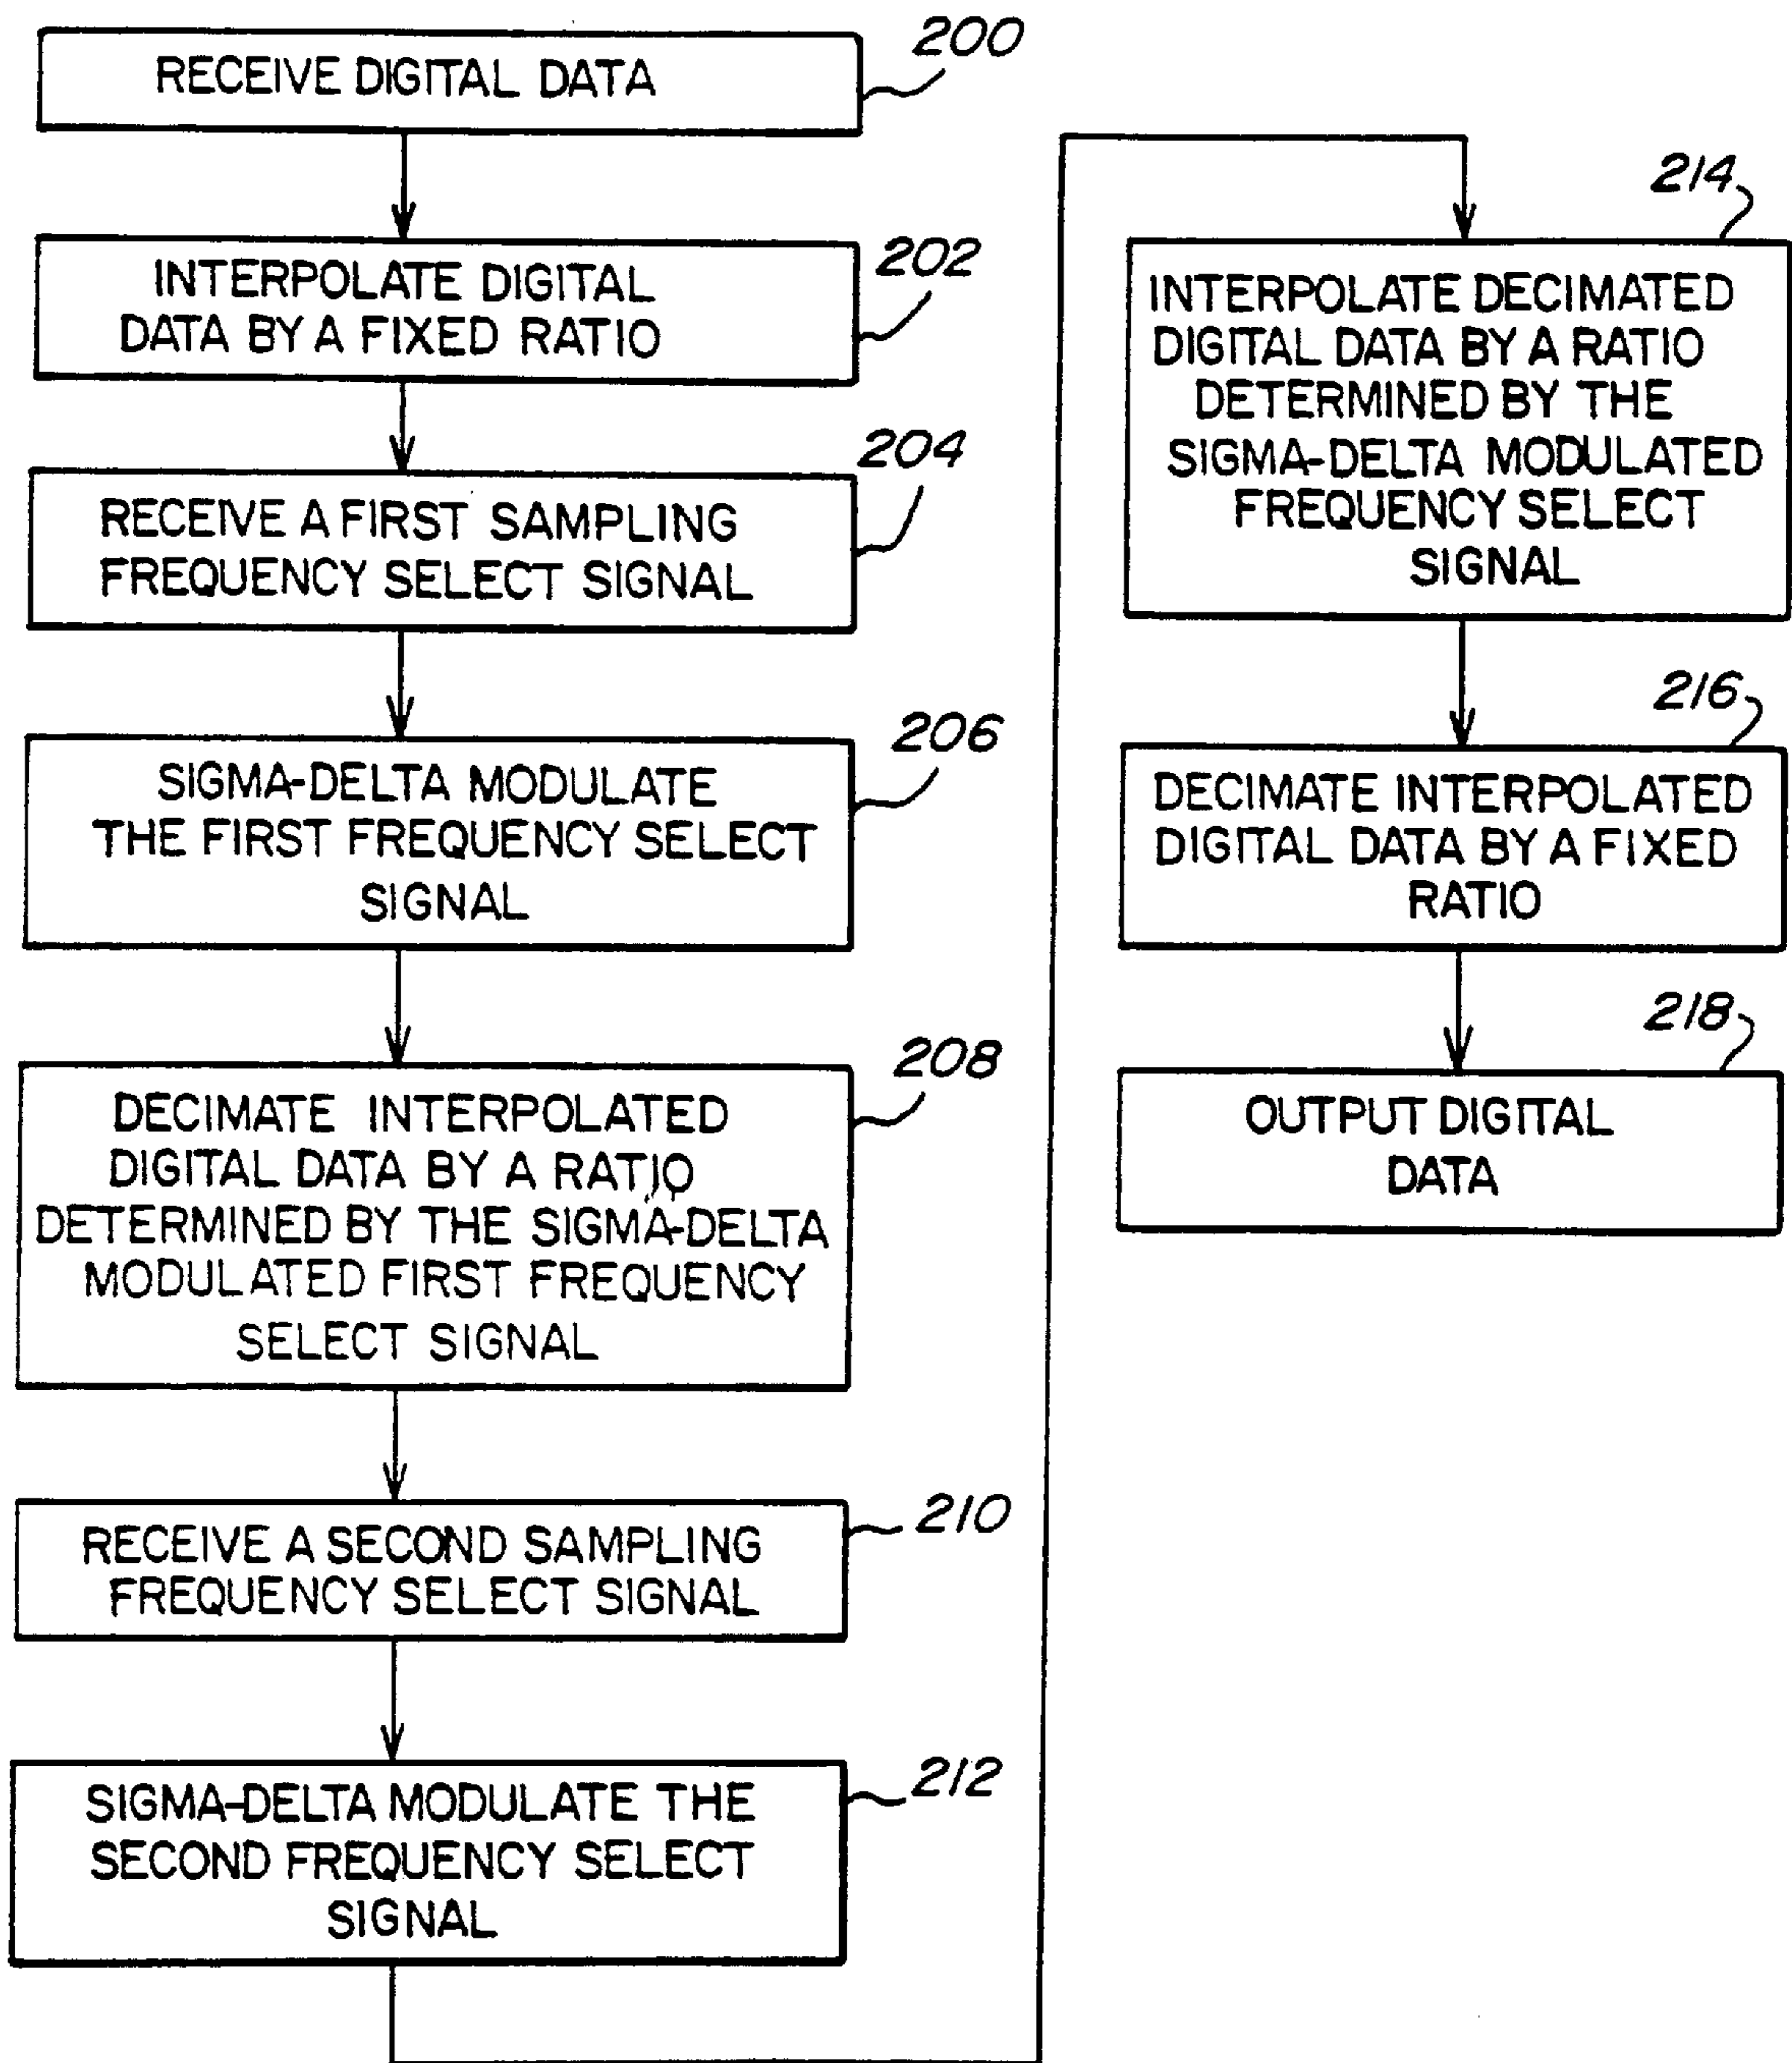 200
RECEIVE DIGITAL DATA
202
INTERPOLATE DIGITAL
DATA BY A FIXED RATIO
204
RECEIVE A FIRST SAMPLING
FREQUENCY SELECT SIGNAL
206
SIGMA-DELTA MODULATE
THE FIRST FREQUENCY SELECT
SIGNAL
208
DECIMATE INTERPOLATED
DIGITAL DATA BY A RATIO
DETERMINED BY THE SIGMA-DELTA
MODULATED FIRST FREQUENCY
SELECT SIGNAL
210
RECEIVE A SECOND SAMPLING
FREQUENCY SELECT SIGNAL
212
SIGMA-DELTA MODULATE THE
SECOND FREQUENCY SELECT
SIGNAL
214
INTERPOLATE DECIMATED
DIGITAL DATA BY A RATIO
DETERMINED BY THE
SIGMA-DELTA MODULATED
FREQUENCY SELECT
SIGNAL
216
DECIMATE INTERPOLATED
DIGITAL DATA BY A FIXED
RATIO
218
OUTPUT DIGITAL
DATA